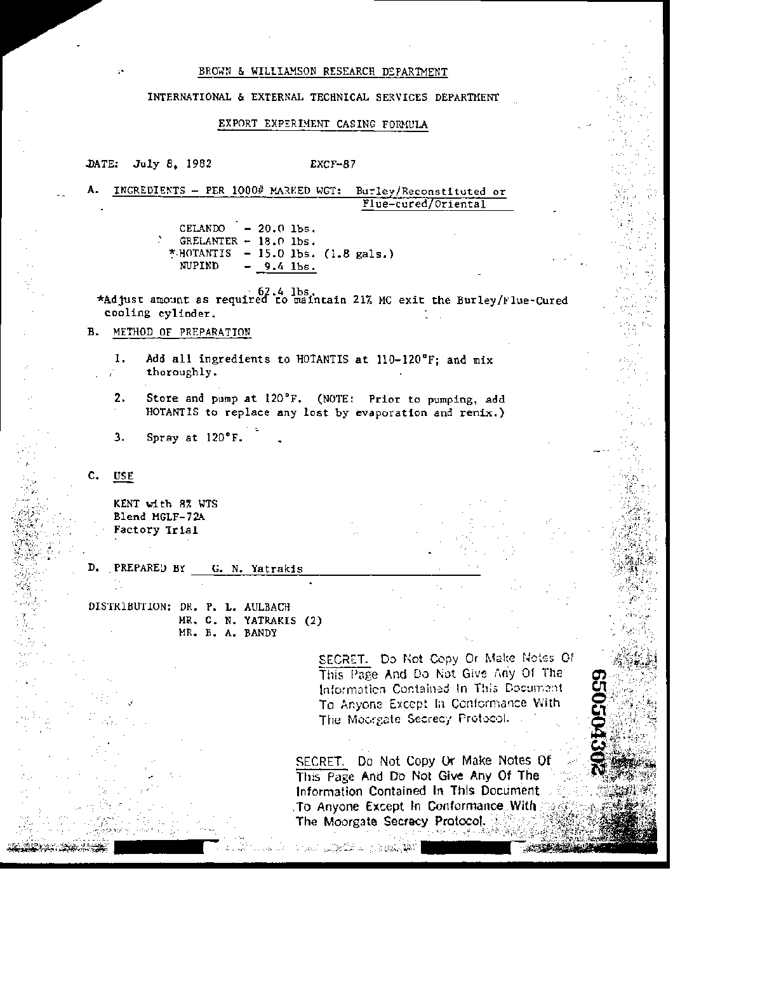 BROWN & WILLIAMSON RESEARCH DEPARTMENT
INTERNATIONAL & EXTERNAL TECHNICAL SERVICES DEPARTMENT
EXPORT EXPERIMENT CASING FORMULA
DATE: July 8, 1982 EXCF-87
A. INGREDIENTS - PER 1000# MARKED WGT: Burley/Reconstituted or
Flue-cured/Oriental
CELANDO - 20.0 lbs.
GRELANTER - 18.0 lbs.
*HOTANTIS - 15.0 lbs. (1.8 gals.)
NUPIND - 9.4 lbs.
62.4 lbs.
*Adjust amount as required to maintain 21% MC exit the Burley/Flue-Cured
cooling cylinder.
B. METHOD OF PREPARATION
1. Add all ingredients to HOTANTIS at 110-120°F; and mix
thoroughly.
2. Store and pump at 120°F. (NOTE: Prior to pumping, add
HOTANTIS to replace any lost by evaporation and remix.)
3. Spray at 120°F.
C. USE
KENT with 8% WTS
Blend MGLF-72A
Factory Trial
D. PREPARED BY G. N. Yatrakis
DISTRIBUTION: DR. P. L. AULBACH
MR. G. N. YATRAKIS (2)
MR. E. A. BANDY
SECRET. Do Not Copy Or Make Notes Of
This Page And Do Not Give Any Of The
Information Contained In This Document
To Anyone Except In Conformance With
The Moorgate Secrecy Protocol.
650504302
SECRET. Do Not Copy Or Make Notes Of
This Page And Do Not Give Any Of The
Information Contained In This Document
To Anyone Except In Conformance With
The Moorgate Secrecy Protocol.